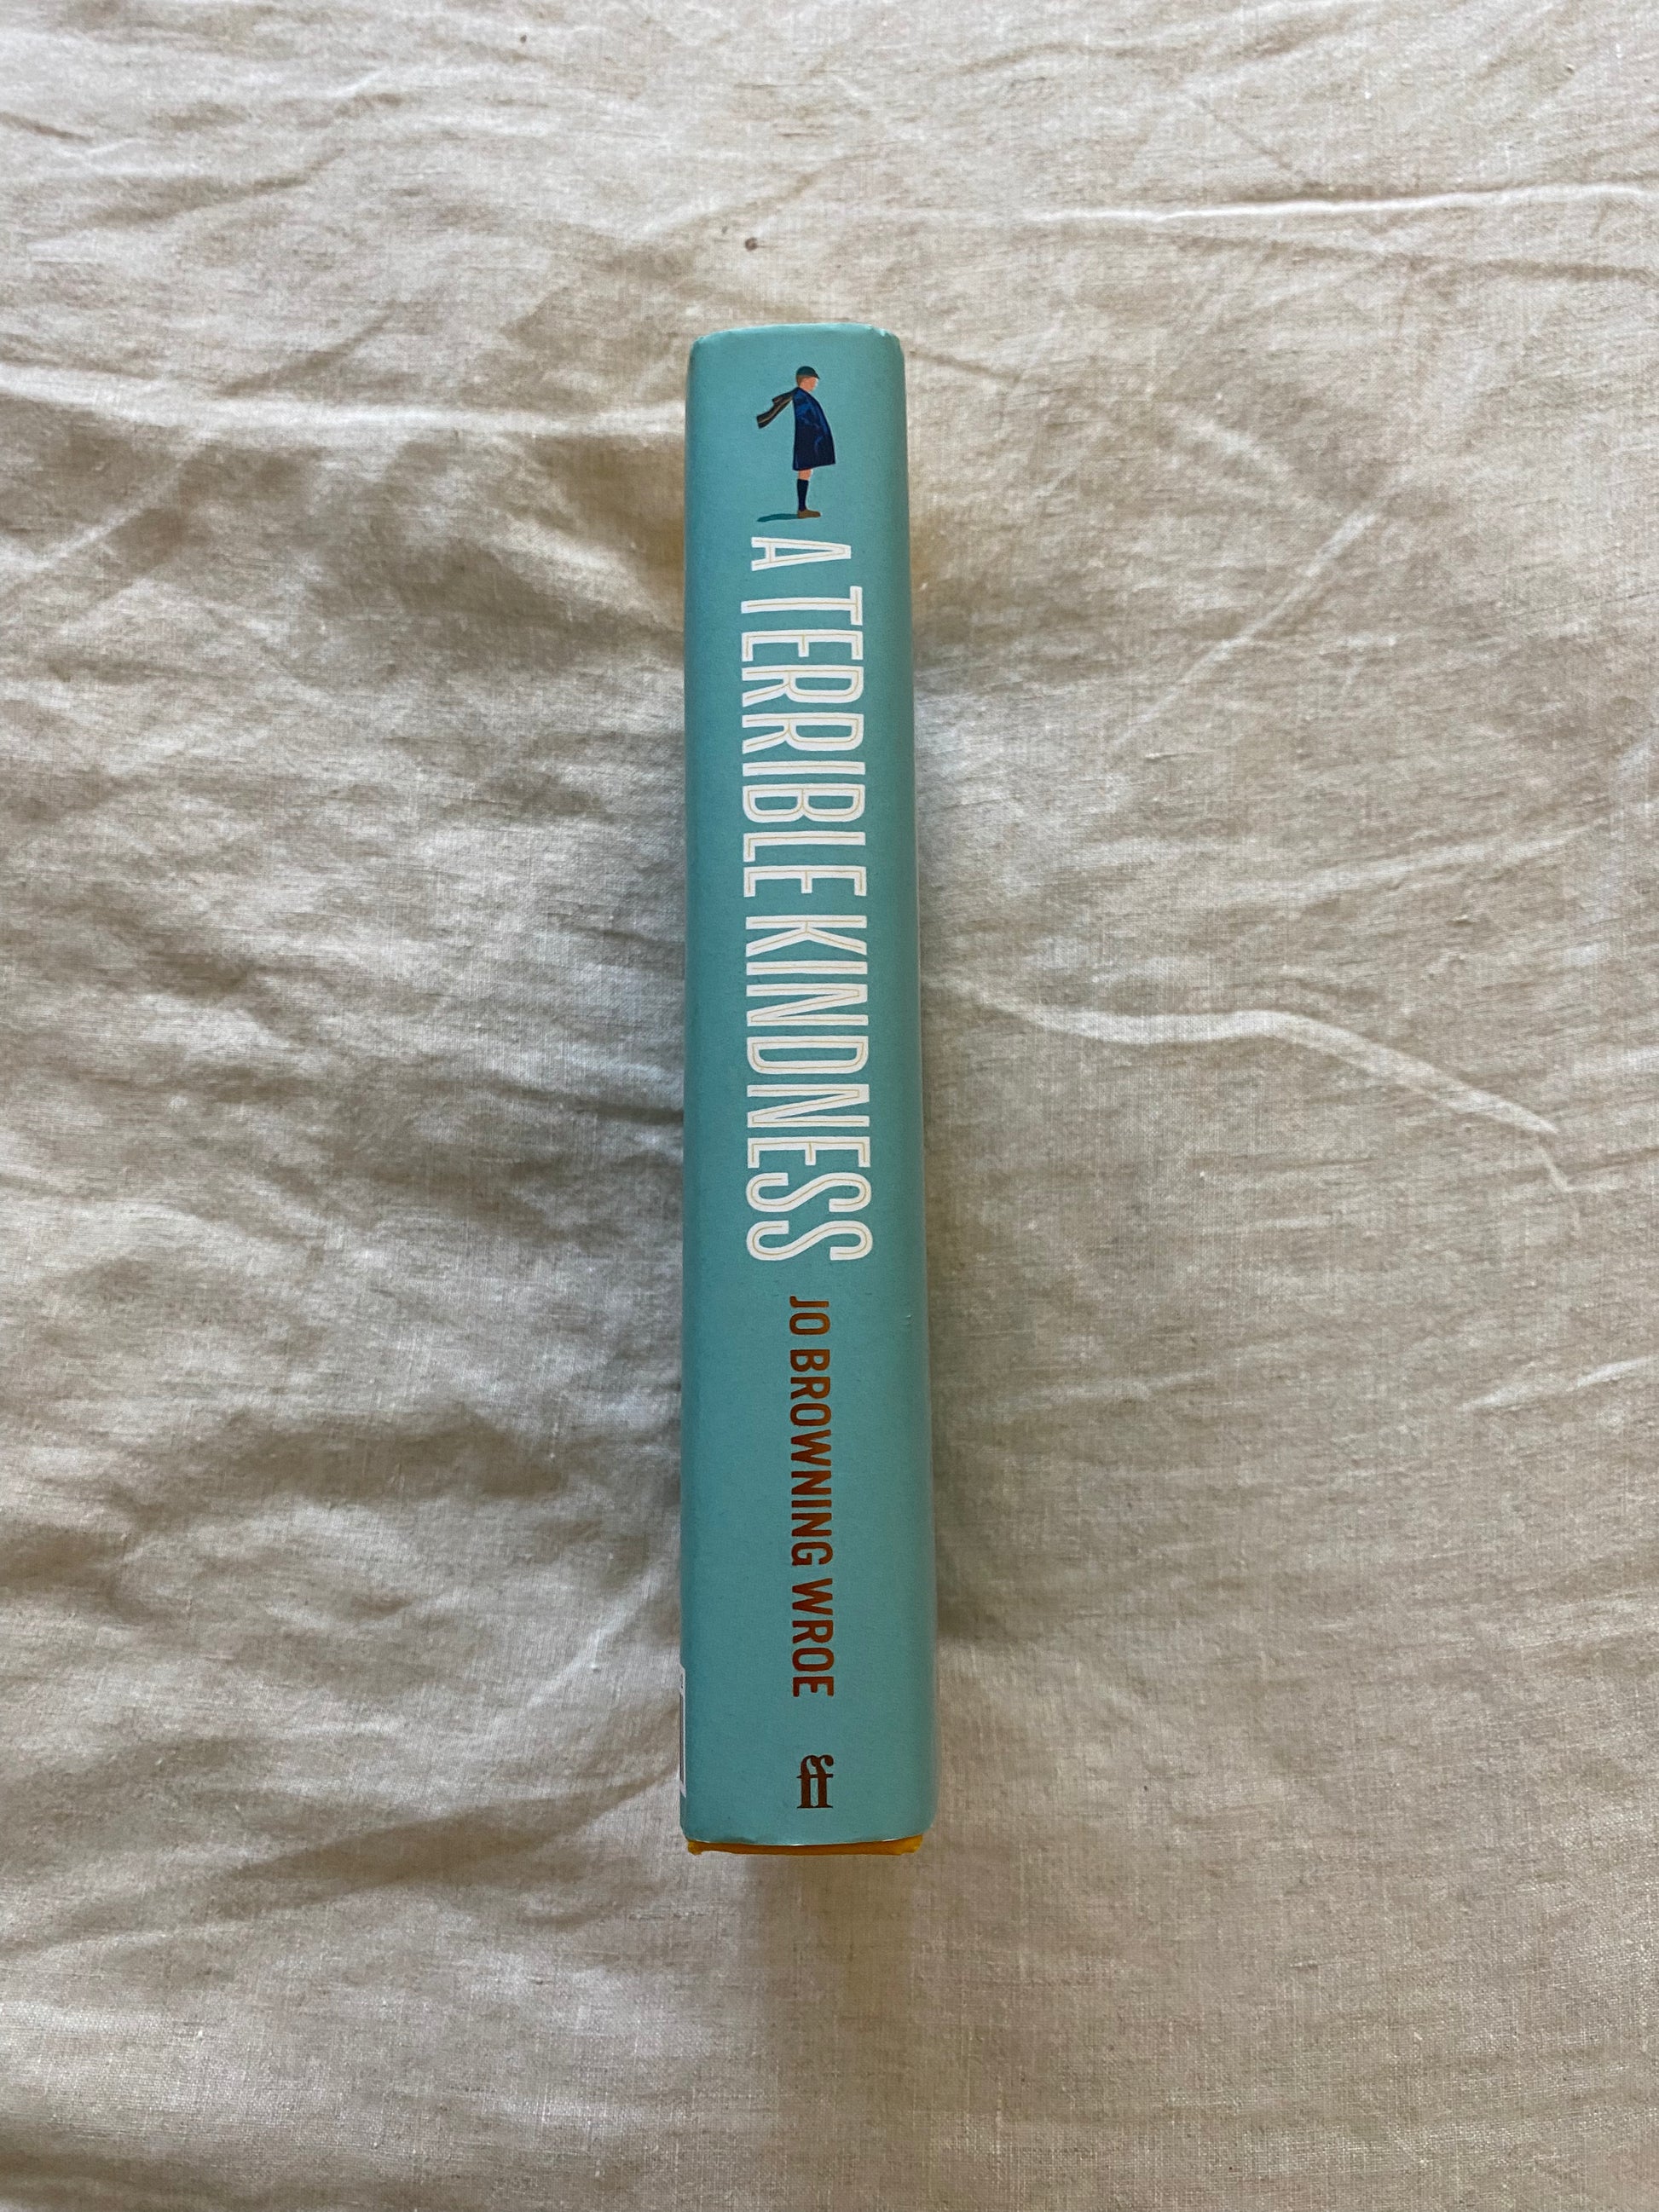 A TERRIBLE KINDNESS
JO BROWNING WROE
ff